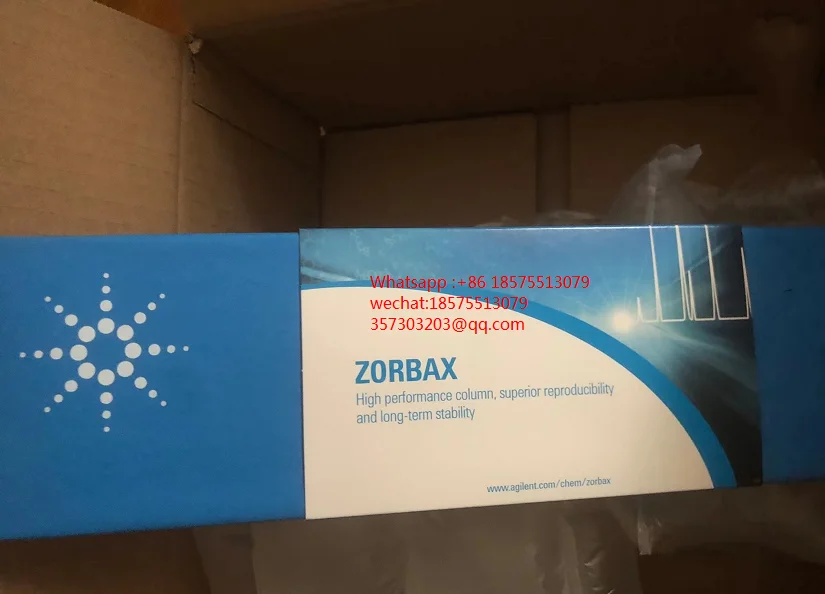 Whatsapp :+86 18575513079
wechat:18575513079
357303203@qq.com
ZORBAX
High performance column, superior reproducibility
and long-term stability
www.agilent.com/chem/zorbax